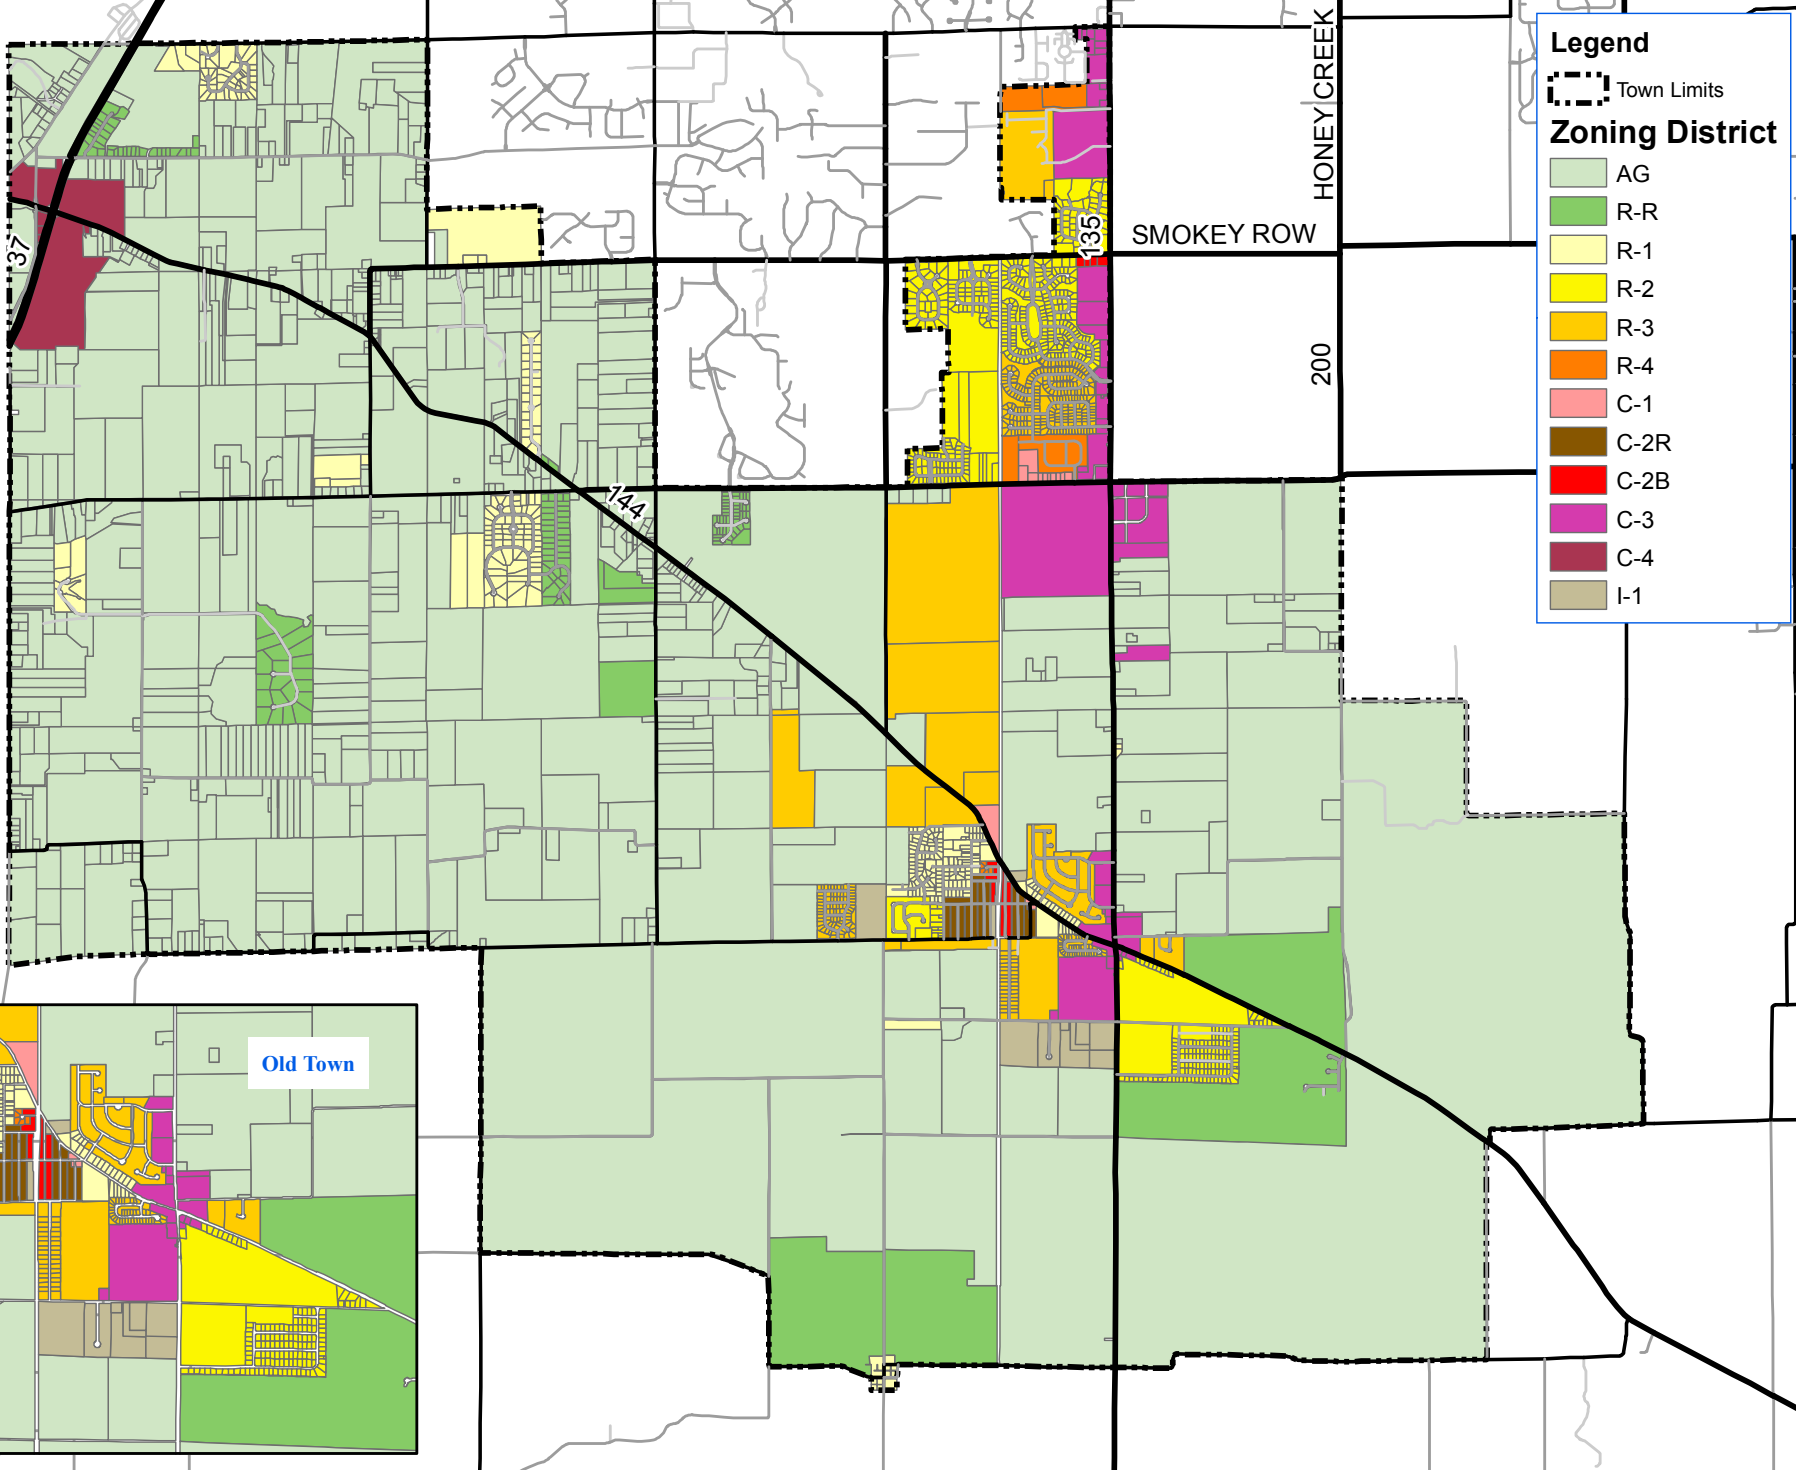 HONEY CREEK
Legend
Town Limits
Zoning District
AG
R-R
R-1
R-2
R-3
R-4
C-1
C-2R
C-2B
C-3
C-4
I-1
37
135
SMOKEY ROW
200
144
Old Town